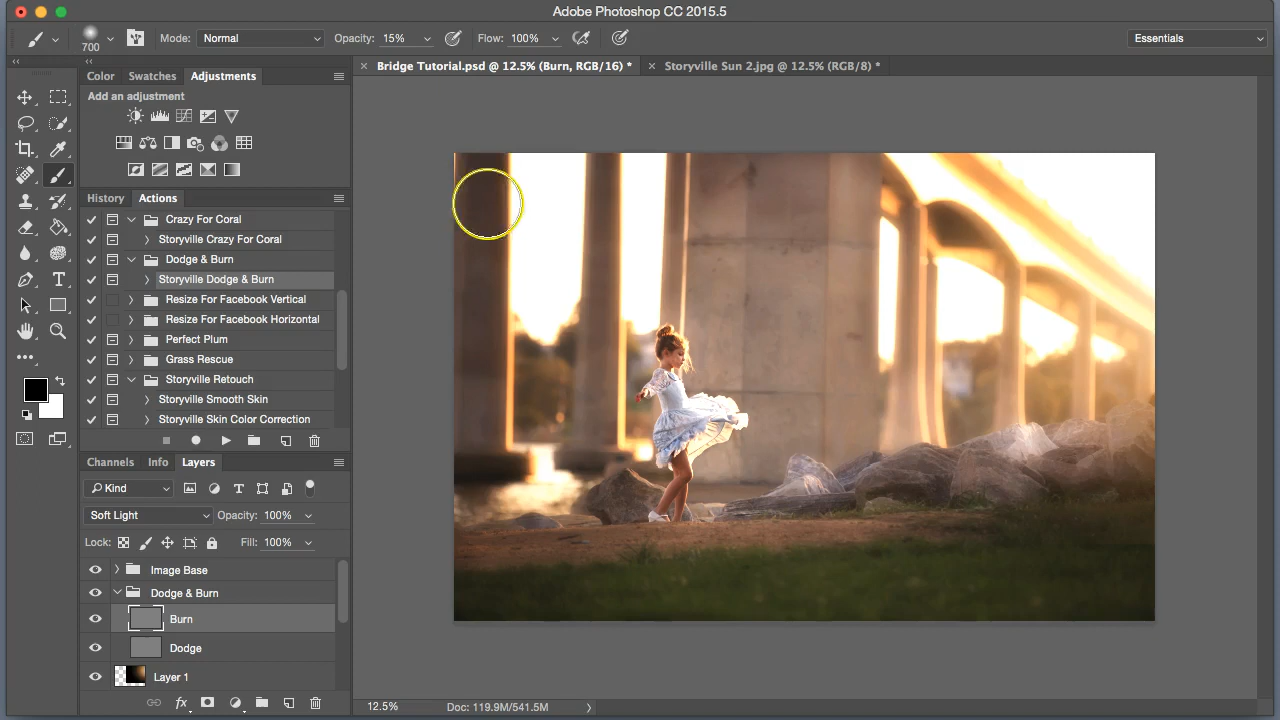 Adobe Photoshop CC 2015.5
700 Mode: Normal Opacity: 15% Flow: 100% Essentials
× Bridge Tutorial.psd @ 12.5% (Burn, RGB/16) * × Storyville Sun 2.jpg @ 12.5% (RGB/8) *
Color Swatches Adjustments
Add an adjustment
History Actions
Crazy For Coral
Storyville Crazy For Coral
Dodge & Burn
Storyville Dodge & Burn
Resize For Facebook Vertical
Resize For Facebook Horizontal
Perfect Plum
Grass Rescue
Storyville Retouch
Storyville Smooth Skin
Storyville Skin Color Correction
Channels Info Layers
Kind
Soft Light Opacity: 100%
Lock: Fill: 100%
Image Base
Dodge & Burn
Burn
Dodge
Layer 1
fx
12.5% Doc: 119.9M/541.5M